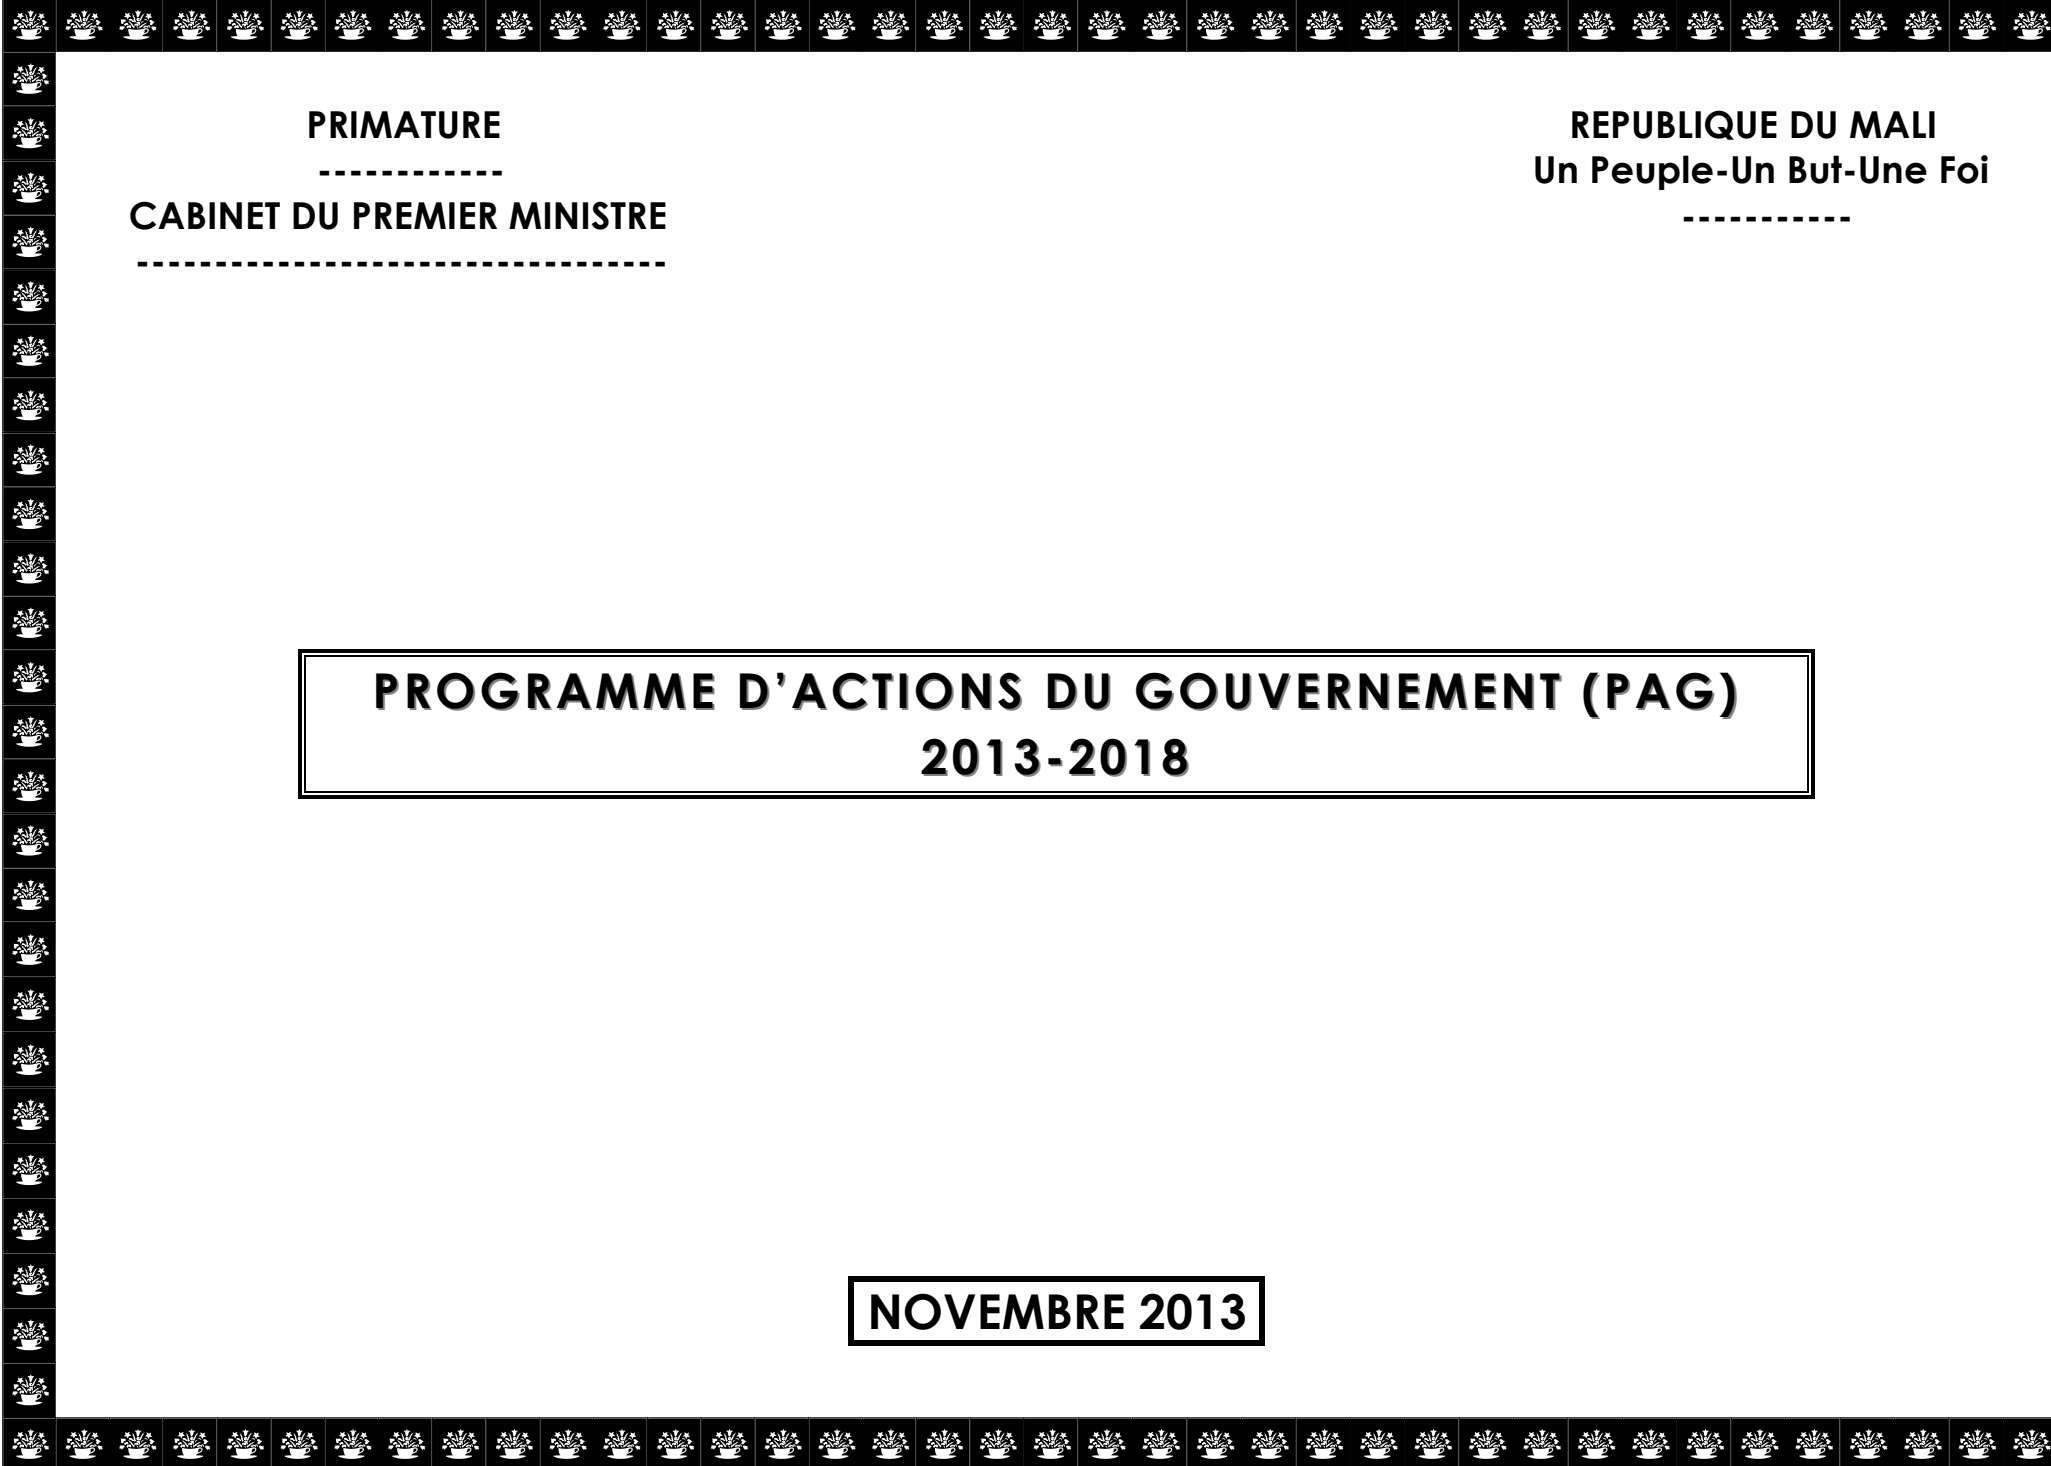 PRIMATURE
------------
CABINET DU PREMIER MINISTRE
----------------------------------
REPUBLIQUE DU MALI
Un Peuple-Un But-Une Foi
-----------
PROGRAMME D’ACTIONS DU GOUVERNEMENT (PAG)
2013-2018
NOVEMBRE 2013